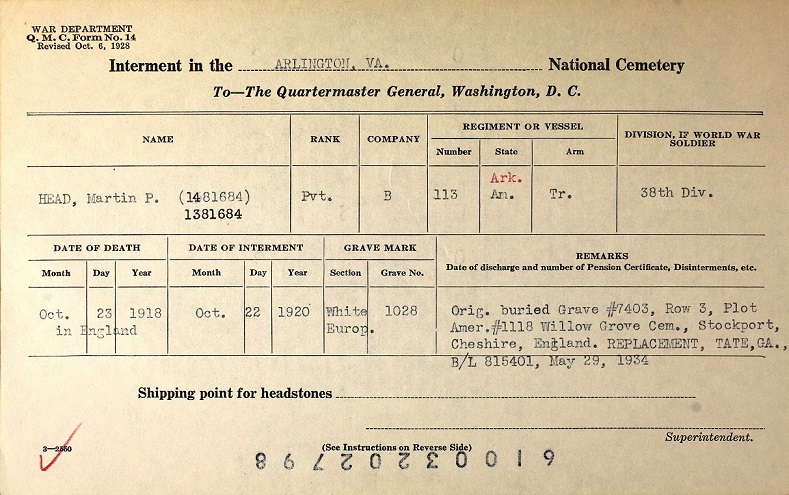 WAR DEPARTMENT
Q. M. C. Form No. 14
Revised Oct. 6, 1928
Interment in the ARLINGTON, VA. National Cemetery
To—The Quartermaster General, Washington, D. C.
NAME RANK COMPANY REGIMENT OR VESSEL DIVISION, IF WORLD WAR SOLDIER
Number State Arm
Ark.
HEAD, Martin P. (1481684) Pvt. B 113 Am. Tr. 38th Div.
1381684
DATE OF DEATH DATE OF INTERMENT GRAVE MARK REMARKS
Month Day Year Month Day Year Section Grave No. Date of discharge and number of Pension Certificate, Disinterments, etc.
Oct. 23 1918 Oct. 22 1920 White 1028 Orig. buried Grave #7403, Row 3, Plot
in England Europ. Amer.#1118 Willow Grove Cem., Stockport,
Cheshire, England. REPLACEMENT, TATE,GA.,
B/L 815401, May 29, 1934
Shipping point for headstones
Superintendent.
3—2550
(See Instructions on Reverse Side)
61003202798